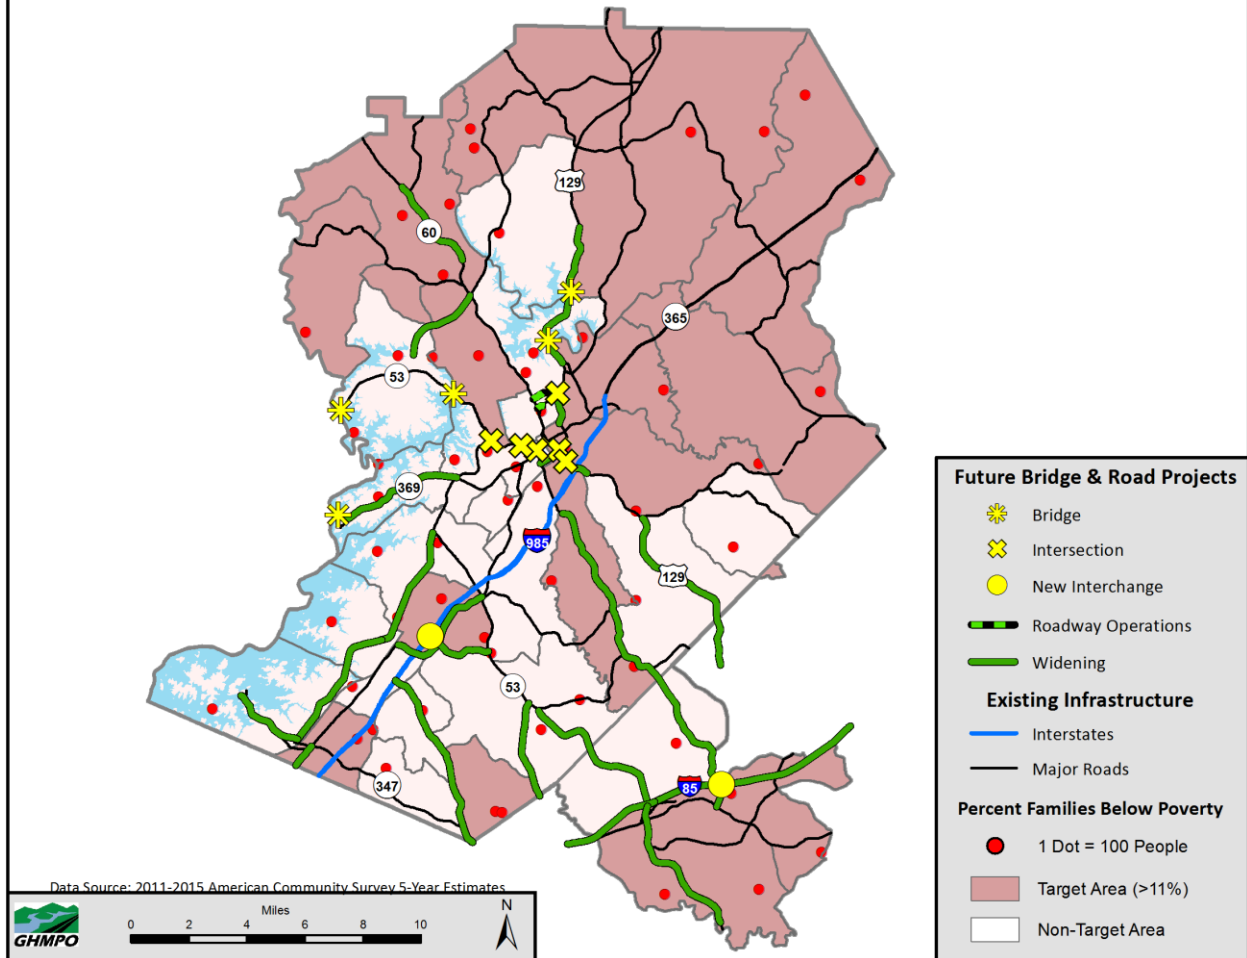 129
60
365
53
369
985
129
53
85
347
Future Bridge & Road Projects
Bridge
Intersection
New Interchange
Roadway Operations
Widening
Existing Infrastructure
Interstates
Major Roads
Percent Families Below Poverty
1 Dot = 100 People
Target Area (>11%)
Non-Target Area
Data Source: 2011-2015 American Community Survey 5-Year Estimates
GHMPO
Miles
0 2 4 6 8 10
N